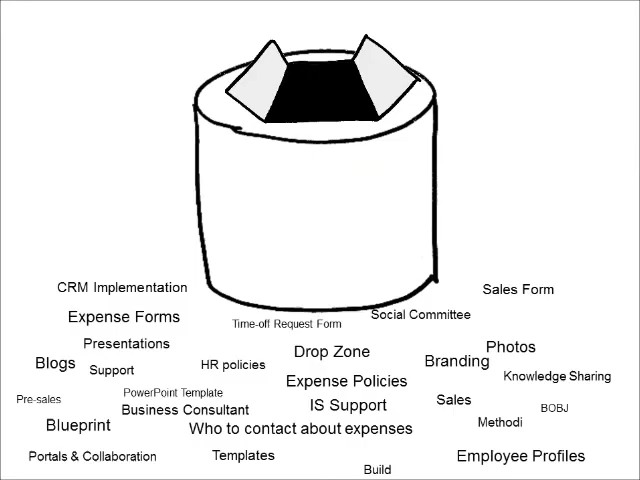 CRM Implementation
Sales Form
Expense Forms
Social Committee
Time-off Request Form
Presentations
Photos
Drop Zone
Blogs
Branding
HR policies
Support
Knowledge Sharing
Expense Policies
PowerPoint Template
Pre-sales
Sales
IS Support
BOBJ
Business Consultant
Methodi
Blueprint
Who to contact about expenses
Portals & Collaboration
Templates
Employee Profiles
Build